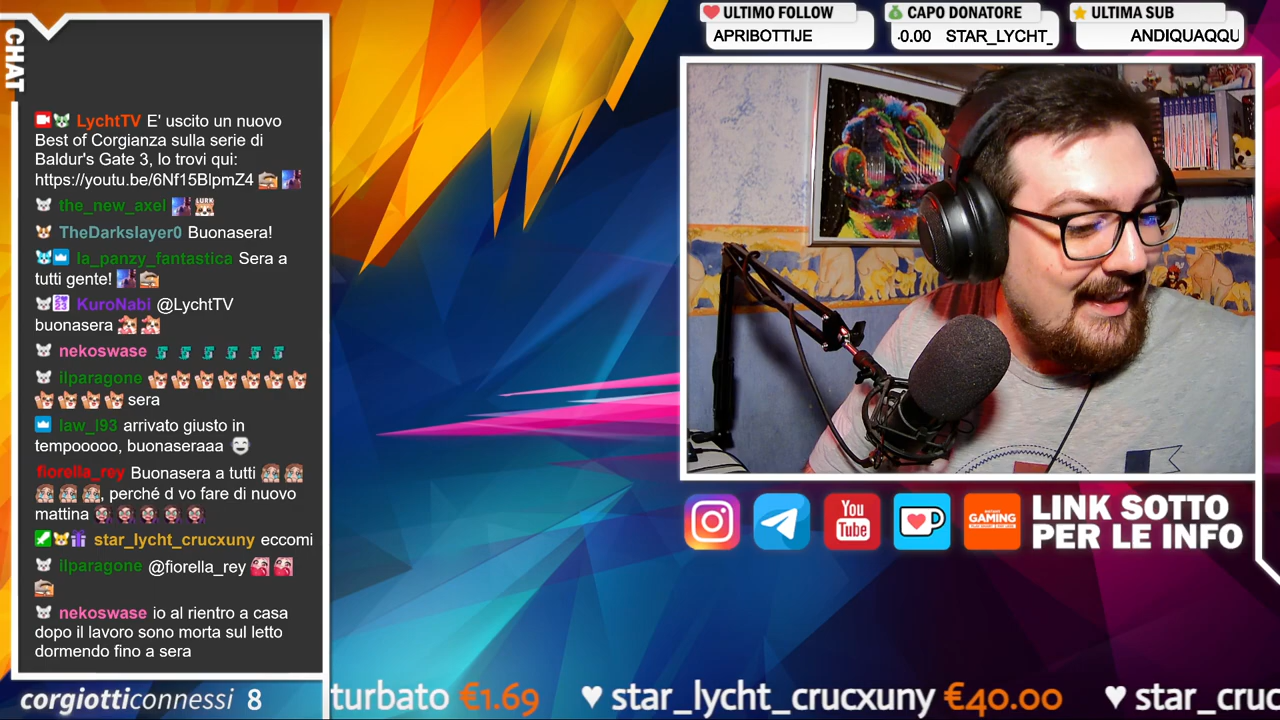 ULTIMO FOLLOW
APRIBOTTIJE
CAPO DONATORE
0.00 STAR_LYCHT_
ULTIMA SUB
ANDIQUAQQU
CHAT
LychtTV E' uscito un nuovo
Best of Corgianza sulla serie di
Baldur's Gate 3, lo trovi qui:
https://youtu.be/6Nf15BlpmZ4
the_new_axel LURK
TheDarkslayer0 Buonasera!
la_panzy_fantastica Sera a
tutti gente!
KuroNabi @LychtTV
buonasera
nekoswase
ilparagone
sera
law_l93 arrivato giusto in
tempooooo, buonaseraaa
fiorella_rey Buonasera a tutti
, perché d vo fare di nuovo
mattina
star_lycht_crucxuny eccomi
ilparagone @fiorella_rey
nekoswase io al rientro a casa
dopo il lavoro sono morta sul letto
dormendo fino a sera
You
Tube
GAMING
LINK SOTTO
PER LE INFO
corgiotticonnessi 8
turbato €1.69 ♥ star_lycht_crucxuny €40.00 ♥ star_cruc